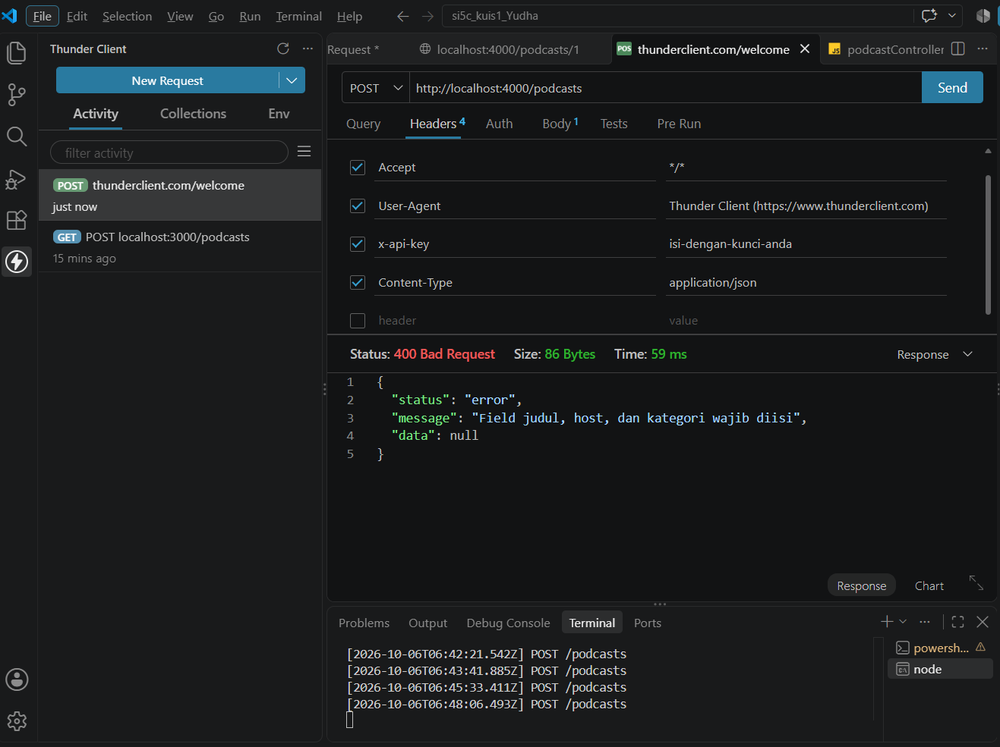 File Edit Selection View Go Run Terminal Help si5c_kuis1_Yudha
Thunder Client
New Request
Activity Collections Env
filter activity
POST thunderclient.com/welcome
just now
GET POST localhost:3000/podcasts
15 mins ago
Request * localhost:4000/podcasts/1 POS thunderclient.com/welcome JS podcastController
POST http://localhost:4000/podcasts Send
Query Headers 4 Auth Body 1 Tests Pre Run
Accept */*
User-Agent Thunder Client (https://www.thunderclient.com)
x-api-key isi-dengan-kunci-anda
Content-Type application/json
header value
Status: 400 Bad Request Size: 86 Bytes Time: 59 ms Response
1 {
2 "status": "error",
3 "message": "Field judul, host, dan kategori wajib diisi",
4 "data": null
5 }
Response Chart
Problems Output Debug Console Terminal Ports
[2026-10-06T06:42:21.542Z] POST /podcasts
[2026-10-06T06:43:41.885Z] POST /podcasts
[2026-10-06T06:45:33.411Z] POST /podcasts
[2026-10-06T06:48:06.493Z] POST /podcasts
powersh...
node